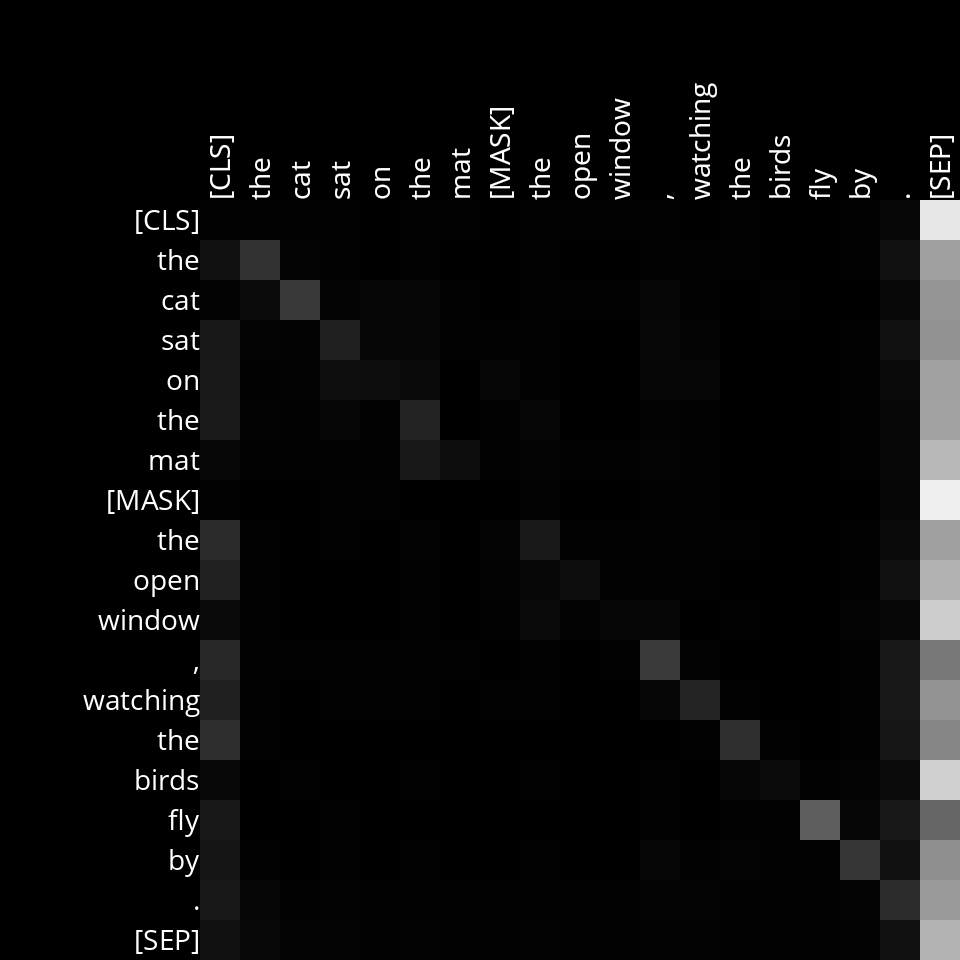 [CLS] the cat sat on the mat [MASK] the open window , watching the birds fly by . [SEP]
[CLS]
the
cat
sat
on
the
mat
[MASK]
the
open
window
,
watching
the
birds
fly
by
.
[SEP]